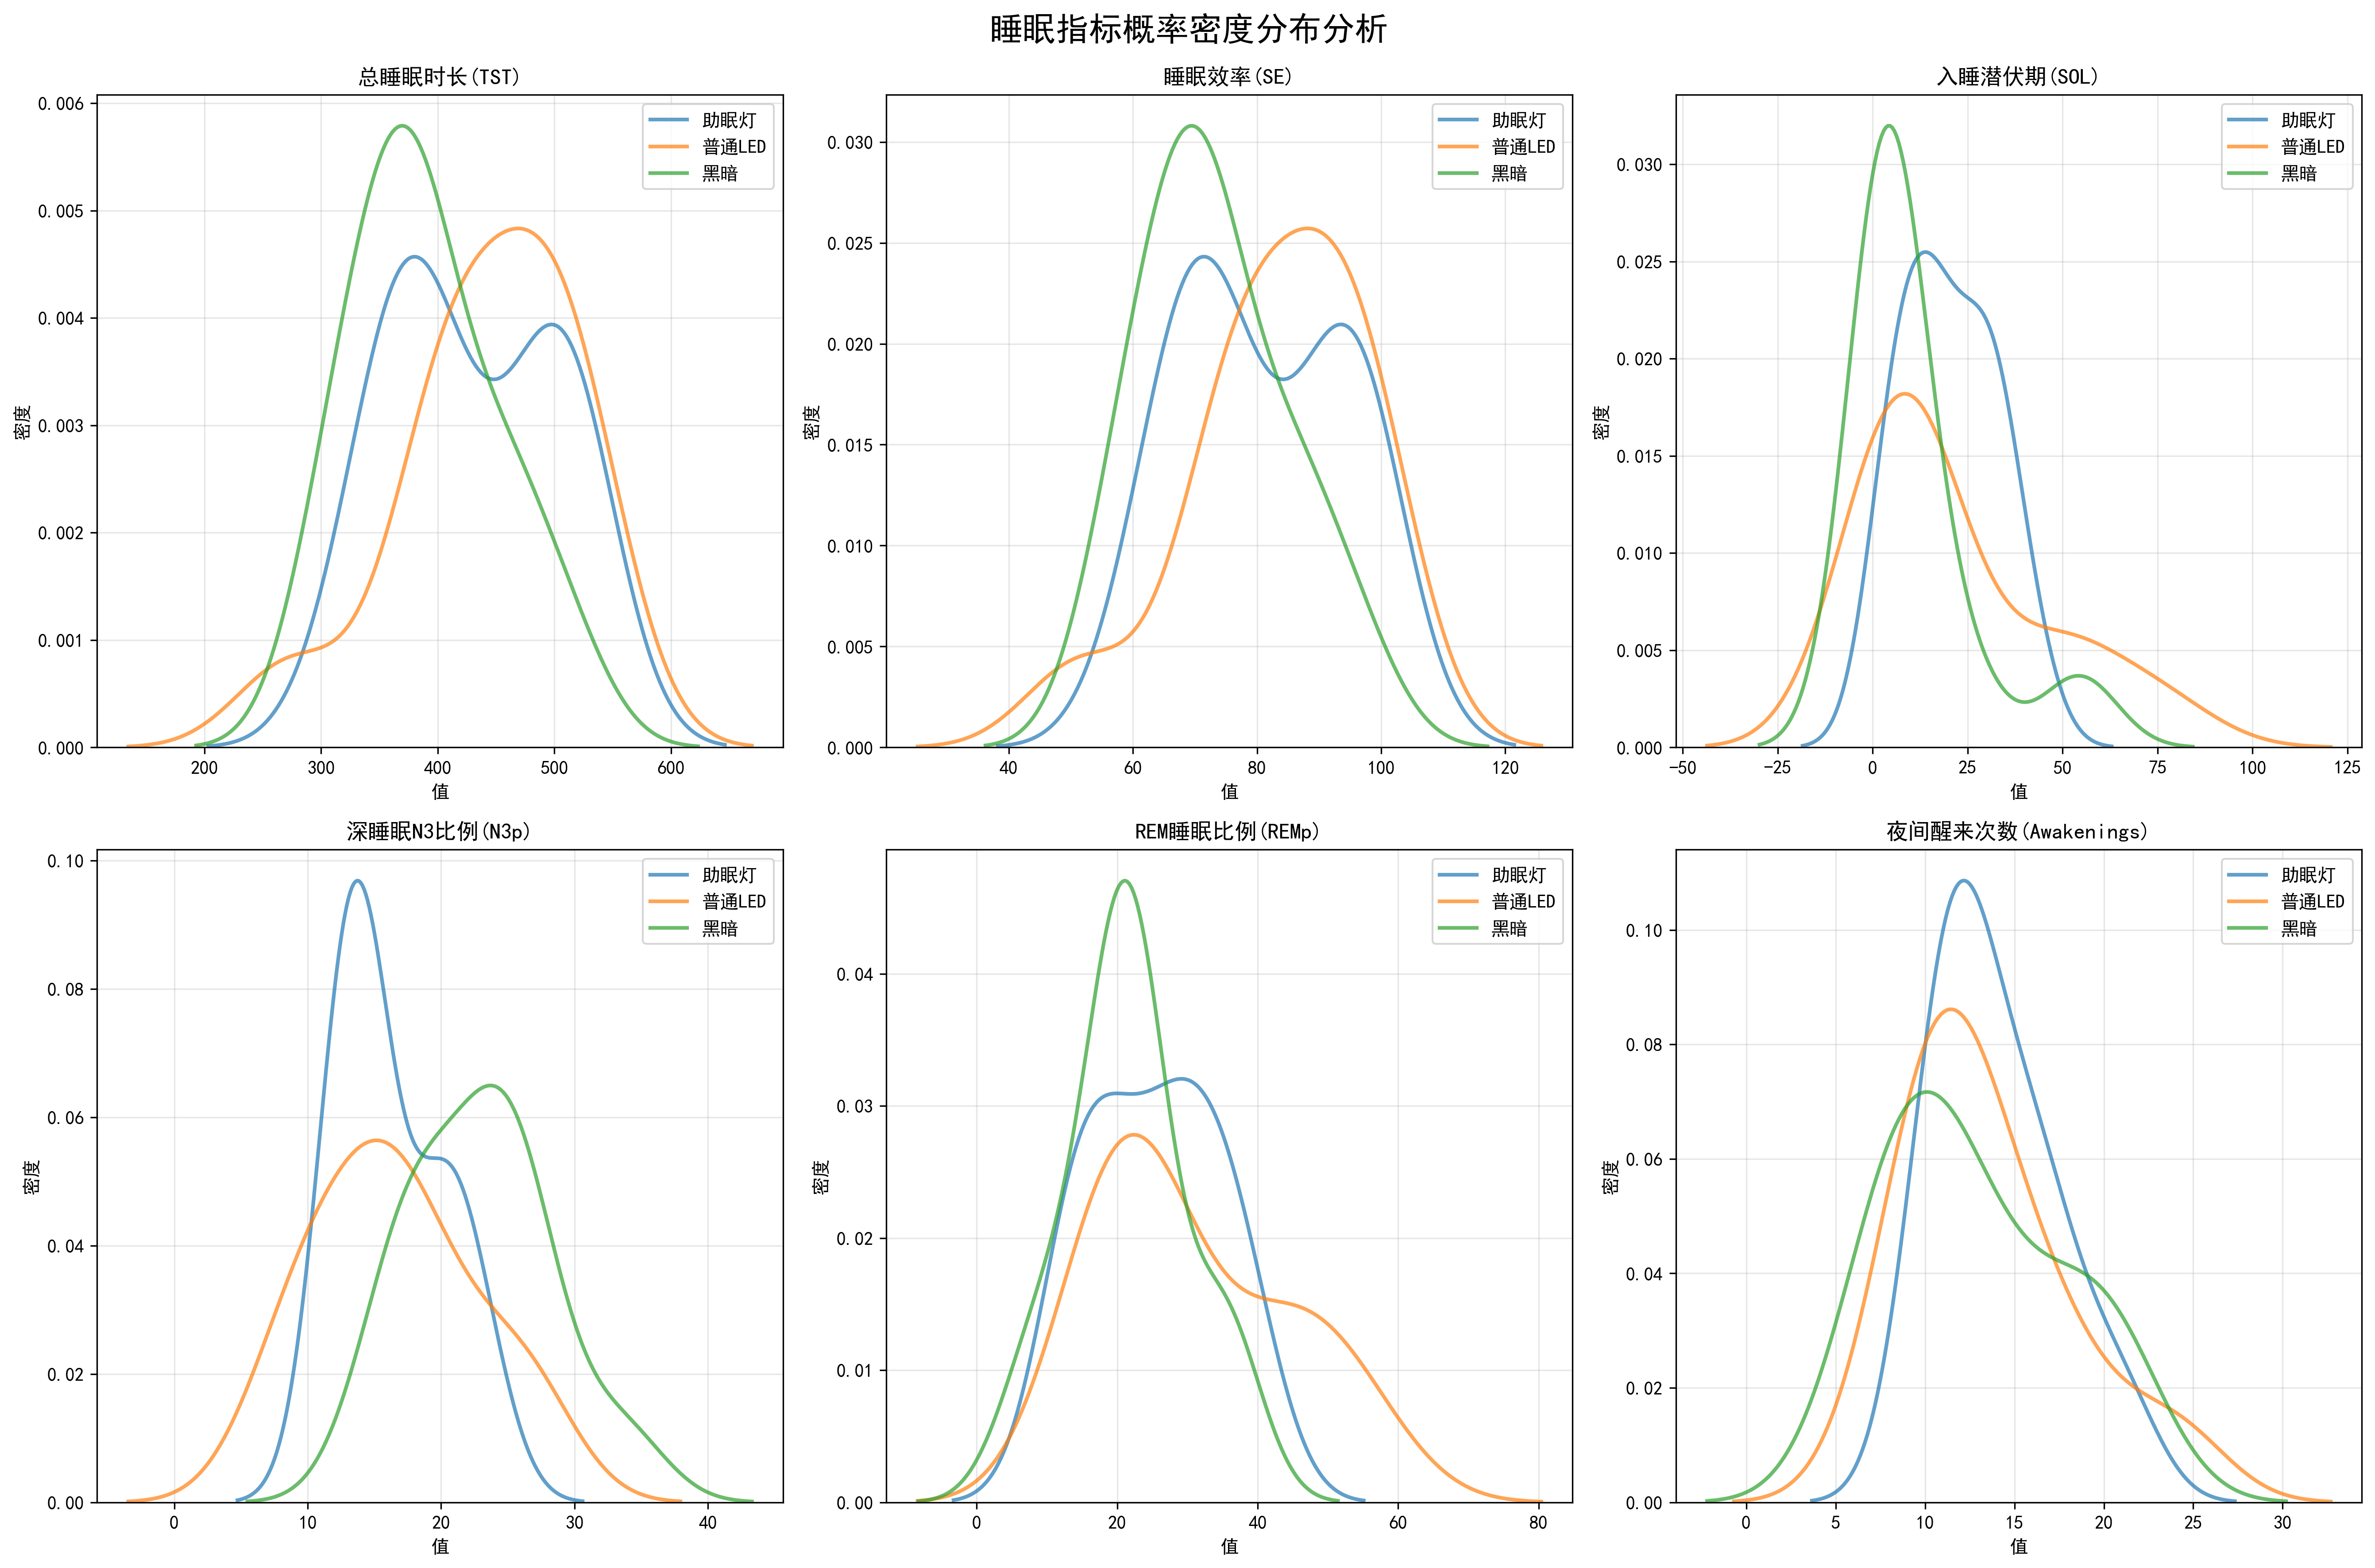 睡眠指标概率密度分布分析
总睡眠时长(TST)
密度
0.006
0.005
0.004
0.003
0.002
0.001
0.000
200 300 400 500 600
值
助眠灯
普通LED
黑暗
睡眠效率(SE)
密度
0.030
0.025
0.020
0.015
0.010
0.005
0.000
40 60 80 100 120
值
助眠灯
普通LED
黑暗
入睡潜伏期(SOL)
密度
0.030
0.025
0.020
0.015
0.010
0.005
0.000
−50 −25 0 25 50 75 100 125
值
助眠灯
普通LED
黑暗
深睡眠N3比例(N3p)
密度
0.10
0.08
0.06
0.04
0.02
0.00
0 10 20 30 40
值
助眠灯
普通LED
黑暗
REM睡眠比例(REMp)
密度
0.04
0.03
0.02
0.01
0.00
0 20 40 60 80
值
助眠灯
普通LED
黑暗
夜间醒来次数(Awakenings)
密度
0.10
0.08
0.06
0.04
0.02
0.00
0 5 10 15 20 25 30
值
助眠灯
普通LED
黑暗